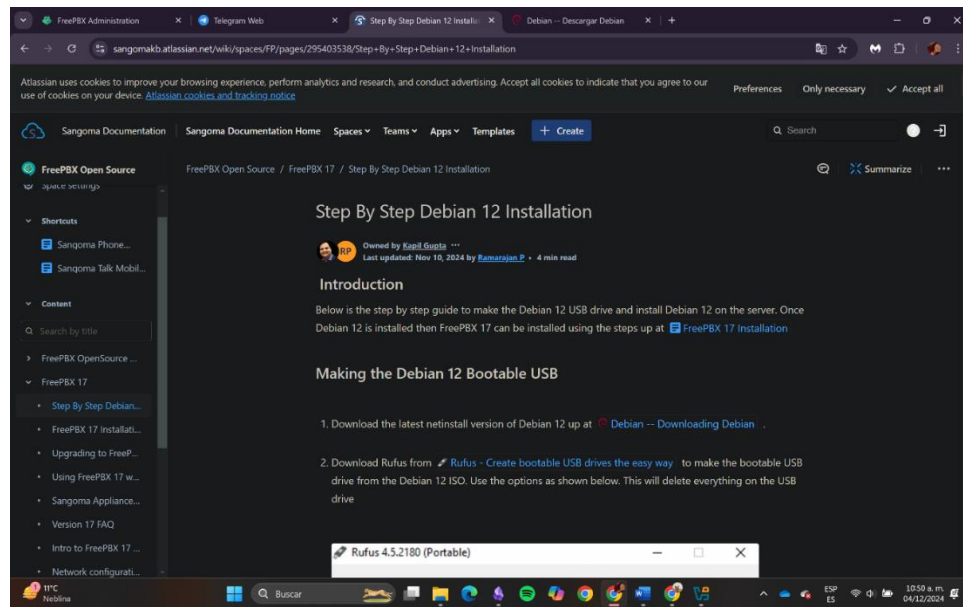 FreePBX Administration
Telegram Web
Step By Step Debian 12 Installat
Debian -- Descargar Debian
sangomakb.atlassian.net/wiki/spaces/FP/pages/295403538/Step+By+Step+Debian+12+Installation
Atlassian uses cookies to improve your browsing experience, perform analytics and research, and conduct advertising. Accept all cookies to indicate that you agree to our
use of cookies on your device. Atlassian cookies and tracking notice
Preferences
Only necessary
Accept all
Sangoma Documentation
Sangoma Documentation Home
Spaces
Teams
Apps
Templates
+ Create
Search
FreePBX Open Source
FreePBX Open Source / FreePBX 17 / Step By Step Debian 12 Installation
Summarize
Space settings
Shortcuts
Sangoma Phone...
Sangoma Talk Mobil...
Content
Search by title
FreePBX OpenSource ...
FreePBX 17
Step By Step Debian...
FreePBX 17 Installati...
Upgrading to FreeP...
Using FreePBX 17 w...
Sangoma Appliance...
Version 17 FAQ
Intro to FreePBX 17 ...
Network configurati...
Step By Step Debian 12 Installation
RP
Owned by Kapil Gupta ...
Last updated: Nov 10, 2024 by Ramarajan P • 4 min read
Introduction
Below is the step by step guide to make the Debian 12 USB drive and install Debian 12 on the server. Once
Debian 12 is installed then FreePBX 17 can be installed using the steps up at FreePBX 17 Installation
Making the Debian 12 Bootable USB
1. Download the latest netinstall version of Debian 12 up at Debian -- Downloading Debian .
2. Download Rufus from Rufus - Create bootable USB drives the easy way to make the bootable USB
drive from the Debian 12 ISO. Use the options as shown below. This will delete everything on the USB
drive
Rufus 4.5.2180 (Portable)
11°C
Neblina
Buscar
ESP
ES
10:50 a. m.
04/12/2024